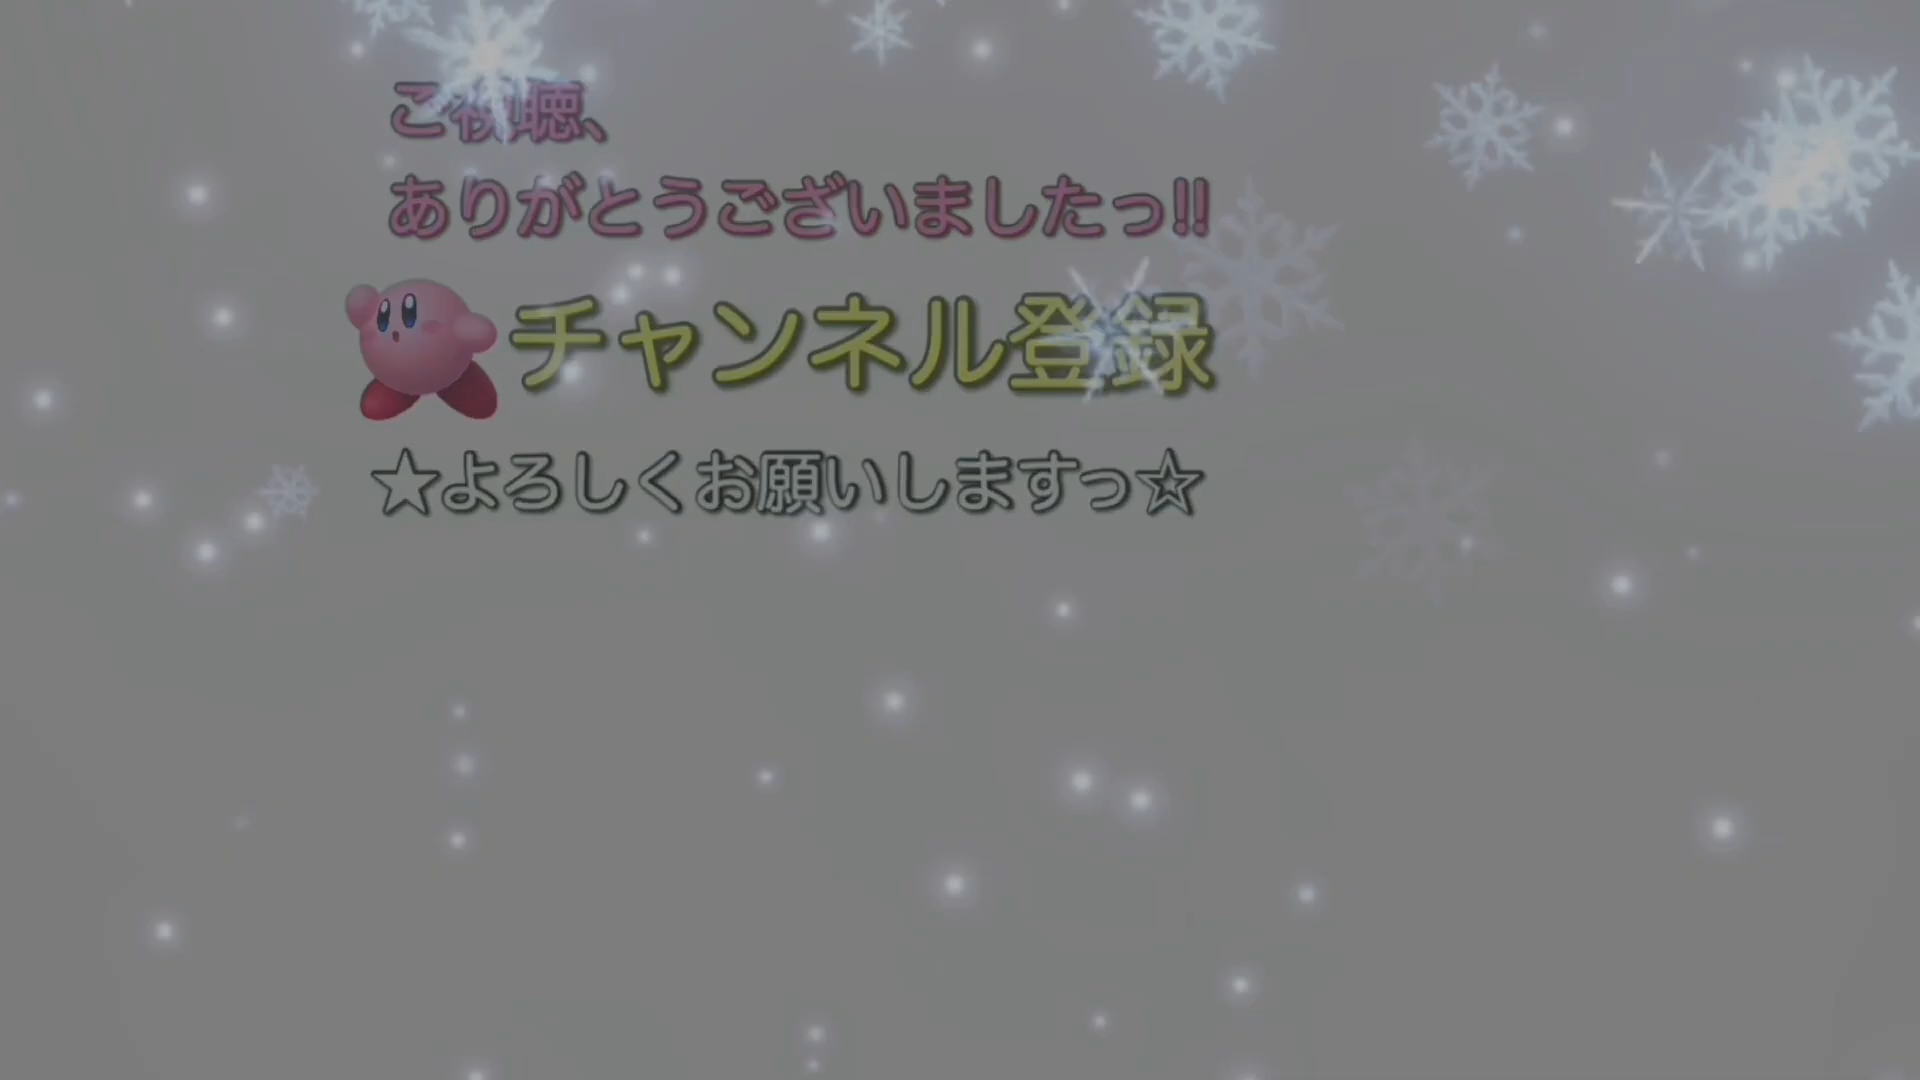 ご視聴、
ありがとうございましたっ!!
チャンネル登録
★よろしくお願いしますっ☆